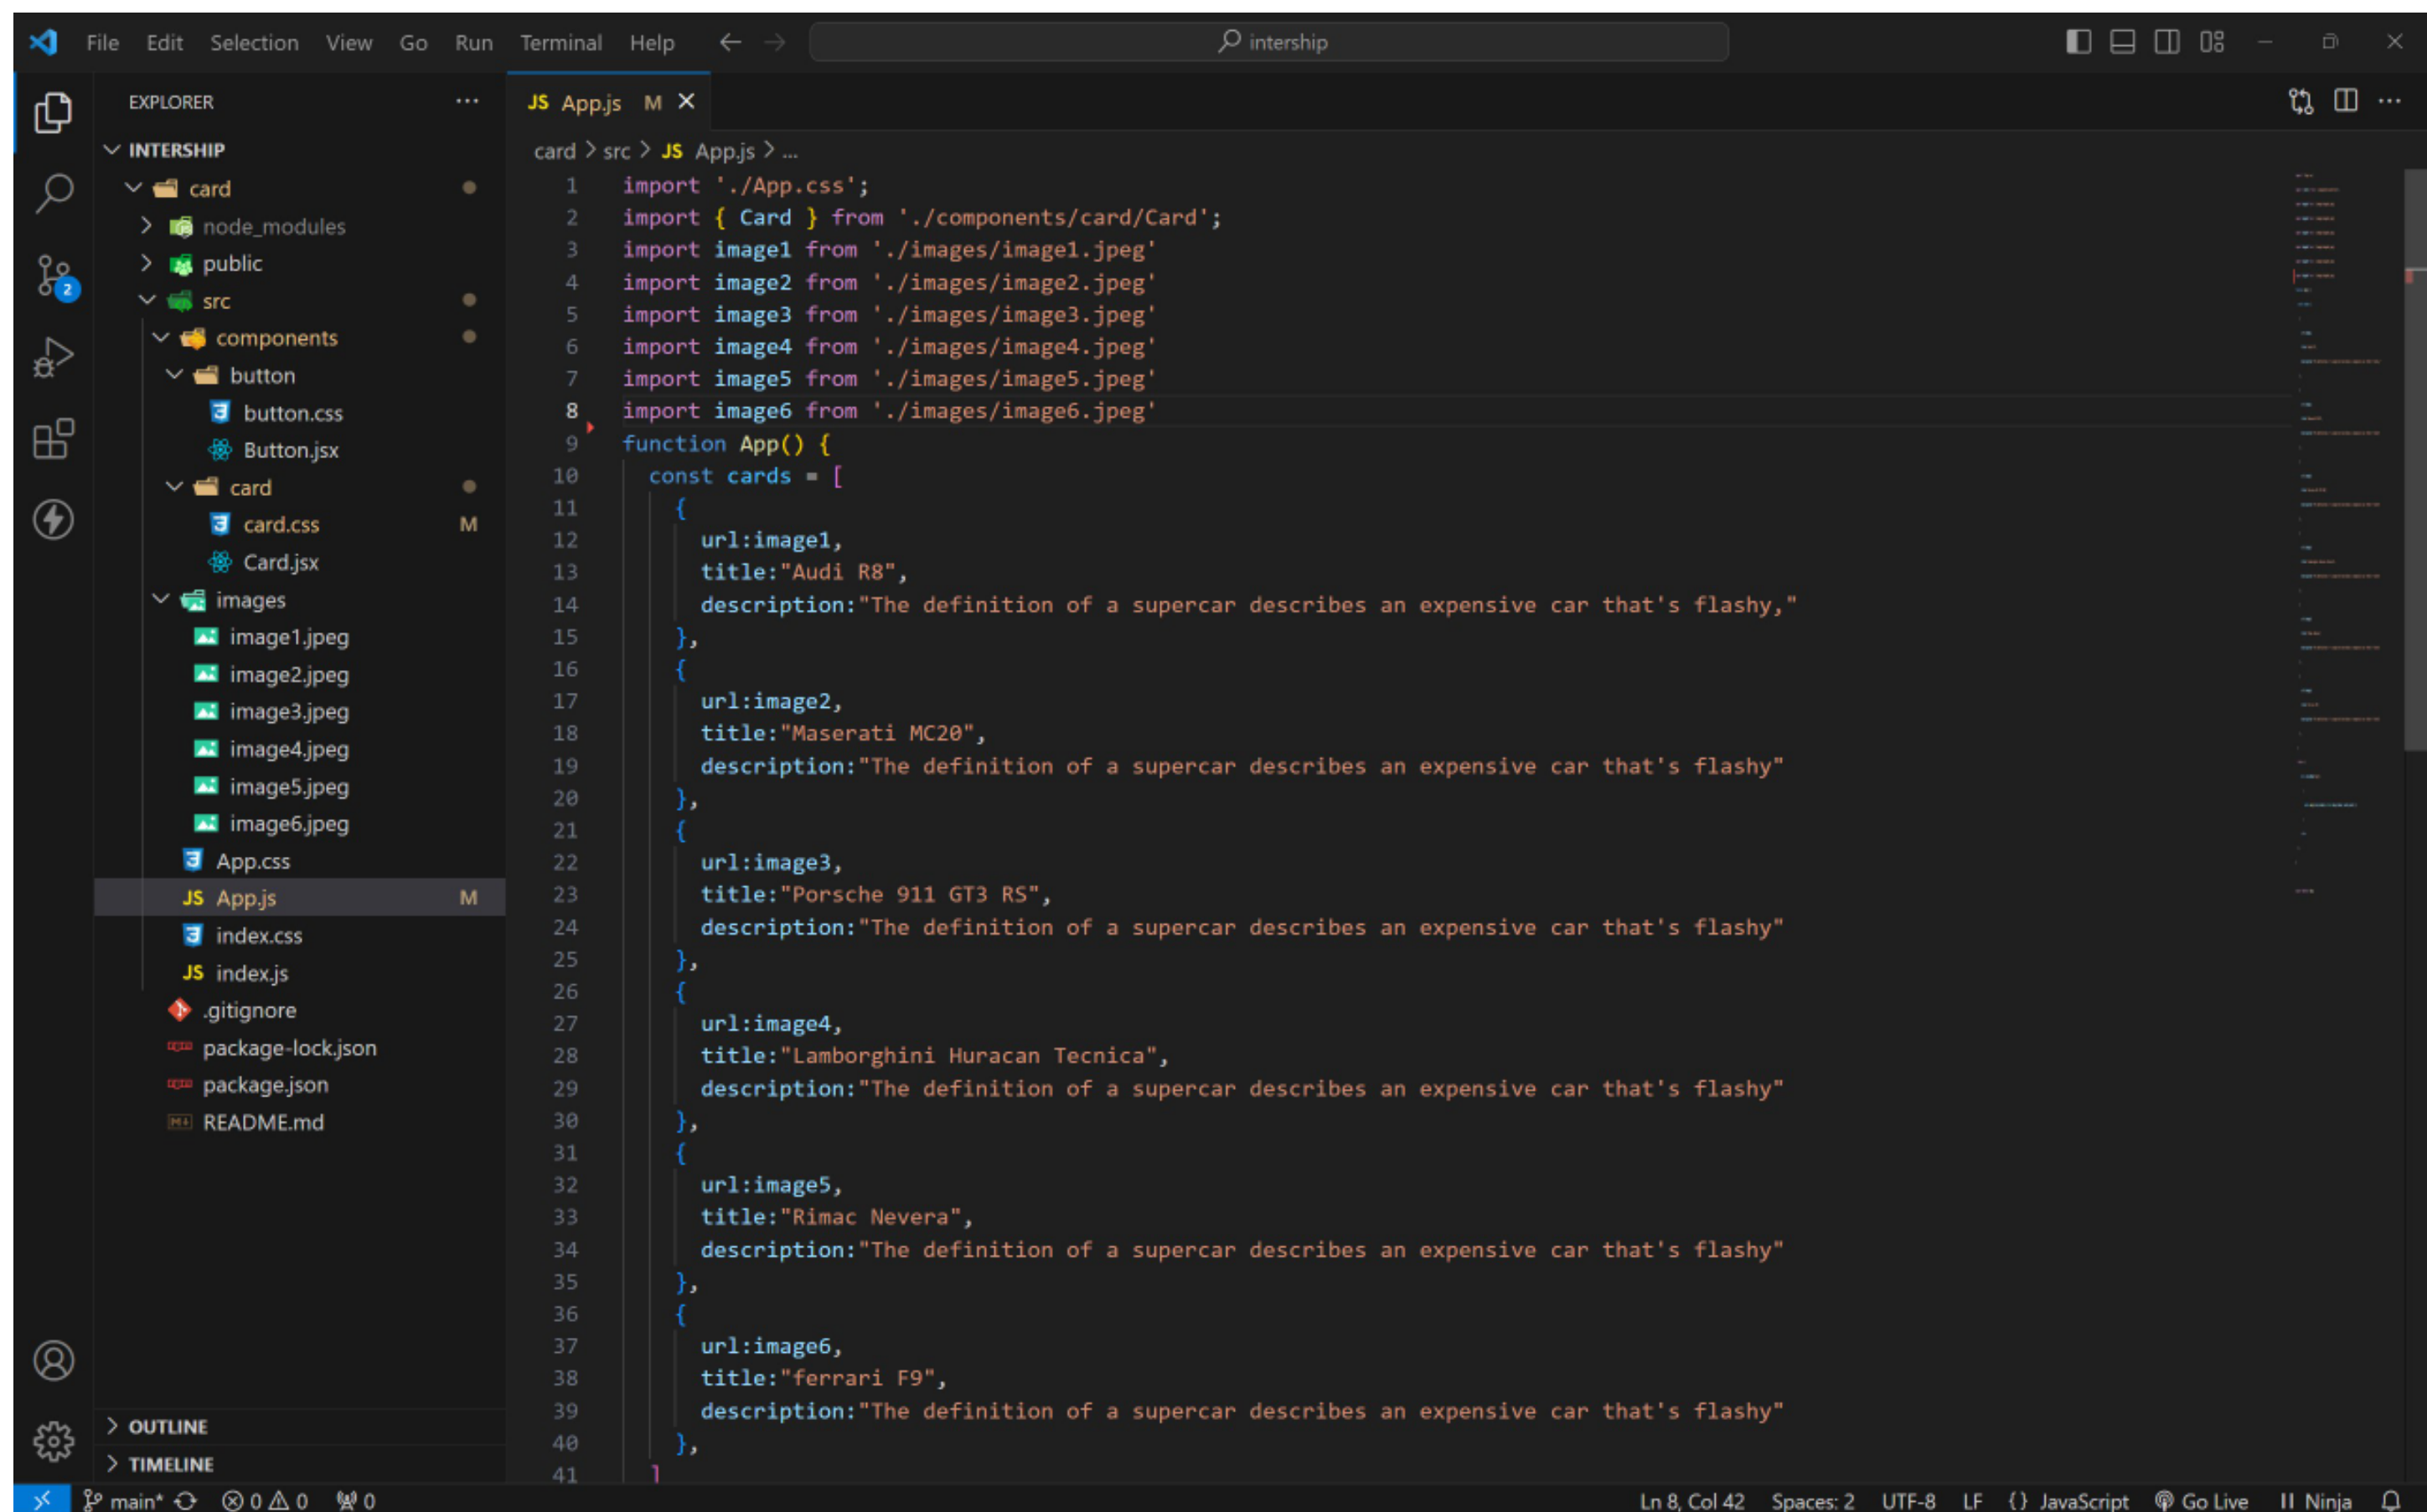 File Edit Selection View Go Run Terminal Help intership
EXPLORER
INTERSHIP
card
node_modules
public
src
components
button
button.css
Button.jsx
card
card.css M
Card.jsx
images
image1.jpeg
image2.jpeg
image3.jpeg
image4.jpeg
image5.jpeg
image6.jpeg
App.css
JS App.js M
index.css
JS index.js
.gitignore
package-lock.json
package.json
README.md
OUTLINE
TIMELINE
2
JS App.js M
card > src > JS App.js > ...
1 import './App.css';
2 import { Card } from './components/card/Card';
3 import image1 from './images/image1.jpeg'
4 import image2 from './images/image2.jpeg'
5 import image3 from './images/image3.jpeg'
6 import image4 from './images/image4.jpeg'
7 import image5 from './images/image5.jpeg'
8 import image6 from './images/image6.jpeg'
9 function App() {
10 const cards = [
11 {
12 url:image1,
13 title:"Audi R8",
14 description:"The definition of a supercar describes an expensive car that's flashy,"
15 },
16 {
17 url:image2,
18 title:"Maserati MC20",
19 description:"The definition of a supercar describes an expensive car that's flashy"
20 },
21 {
22 url:image3,
23 title:"Porsche 911 GT3 RS",
24 description:"The definition of a supercar describes an expensive car that's flashy"
25 },
26 {
27 url:image4,
28 title:"Lamborghini Huracan Tecnica",
29 description:"The definition of a supercar describes an expensive car that's flashy"
30 },
31 {
32 url:image5,
33 title:"Rimac Nevera",
34 description:"The definition of a supercar describes an expensive car that's flashy"
35 },
36 {
37 url:image6,
38 title:"ferrari F9",
39 description:"The definition of a supercar describes an expensive car that's flashy"
40 },
41 ]
main* 0 0 0 Ln 8, Col 42 Spaces: 2 UTF-8 LF {} JavaScript Go Live Ninja